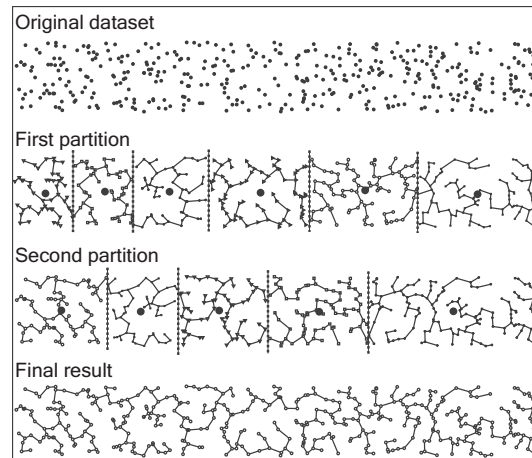 Original dataset
First partition
Second partition
Final result